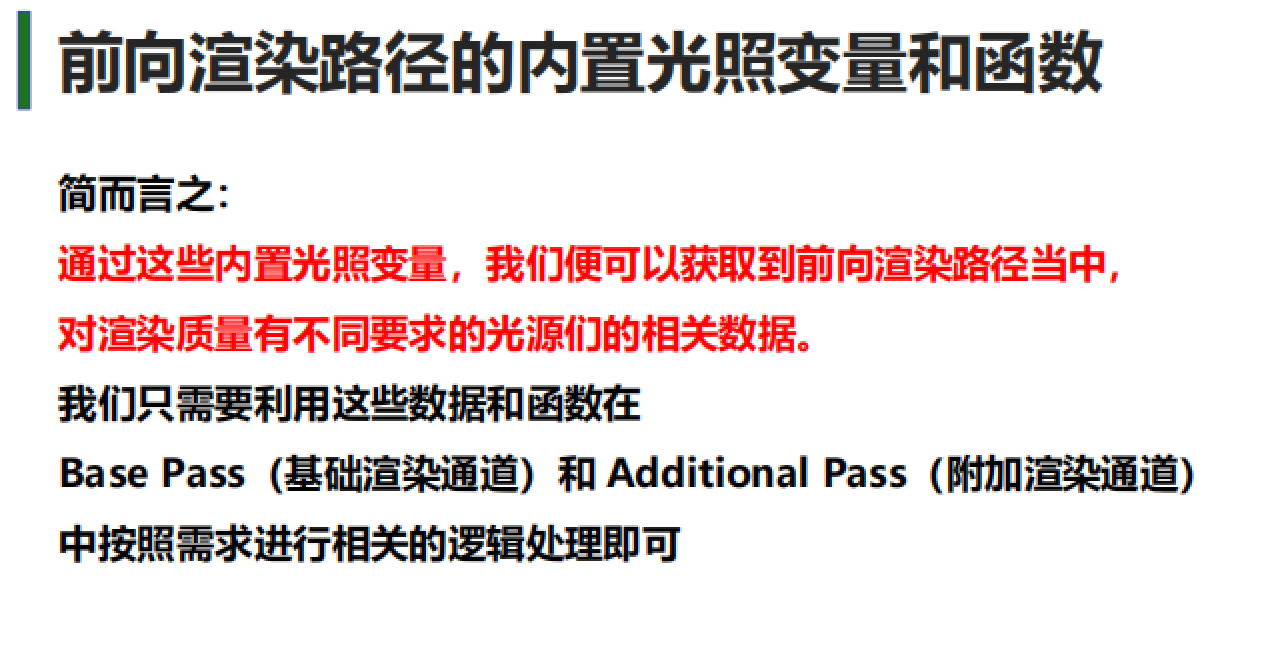 前向渲染路径的内置光照变量和函数
简而言之：
通过这些内置光照变量，我们便可以获取到前向渲染路径当中，
对渲染质量有不同要求的光源们的相关数据。
我们只需要利用这些数据和函数在
Base Pass（基础渲染通道）和 Additional Pass（附加渲染通道）
中按照需求进行相关的逻辑处理即可